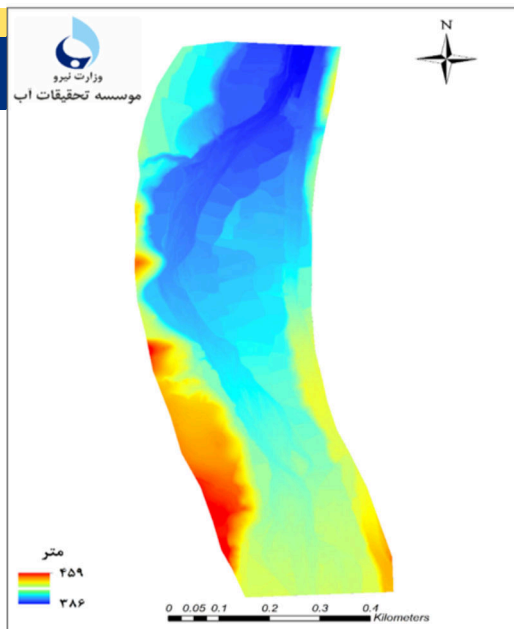 وزارت نیرو
موسسه تحقیقات آب
N
متر
۴۵۹
۳۸۶
0 0.05 0.1 0.2 0.3 0.4
Kilometers